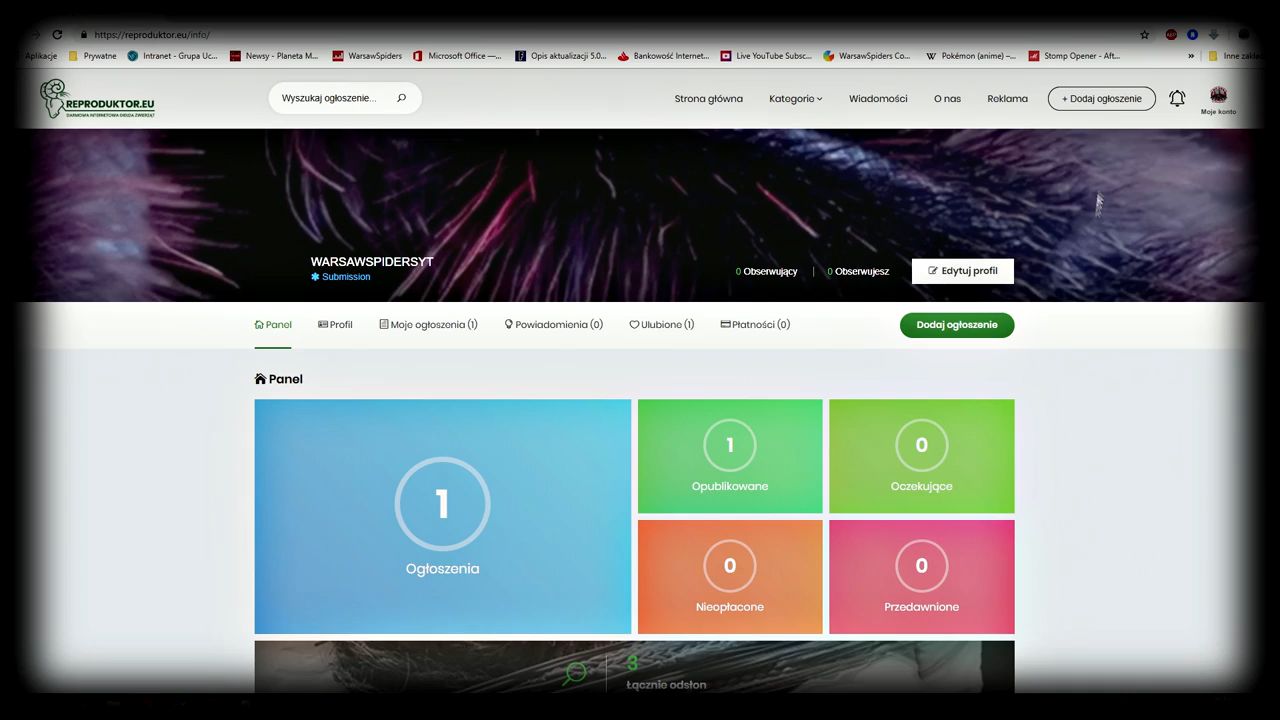 https://reproduktor.eu/info/
Aplikacje Prywatne Intranet - Grupa Uc... Newsy - Planeta M... WarsawSpiders Microsoft Office —... Opis aktualizacji 5.0... Bankowość Internet... Live YouTube Subsc... WarsawSpiders Co... Pokémon (anime) –... Stomp Opener - Aft... » Inne zakła
REPRODUKTOR.EU
DARMOWA INTERNETOWA GIEŁDA ZWIERZĄT
Wyszukaj ogłoszenie...
Strona główna Kategorie Wiadomości O nas Reklama + Dodaj ogłoszenie
Moje konto
WARSAWSPIDERSYT
Submission
0 Obserwujący | 0 Obserwujesz Edytuj profil
Panel Profil Moje ogłoszenia (1) Powiadomienia (0) Ulubione (1) Płatności (0) Dodaj ogłoszenie
Panel
1
Ogłoszenia
1
Opublikowane
0
Oczekujące
0
Nieopłacone
0
Przedawnione
3
Łącznie odsłon